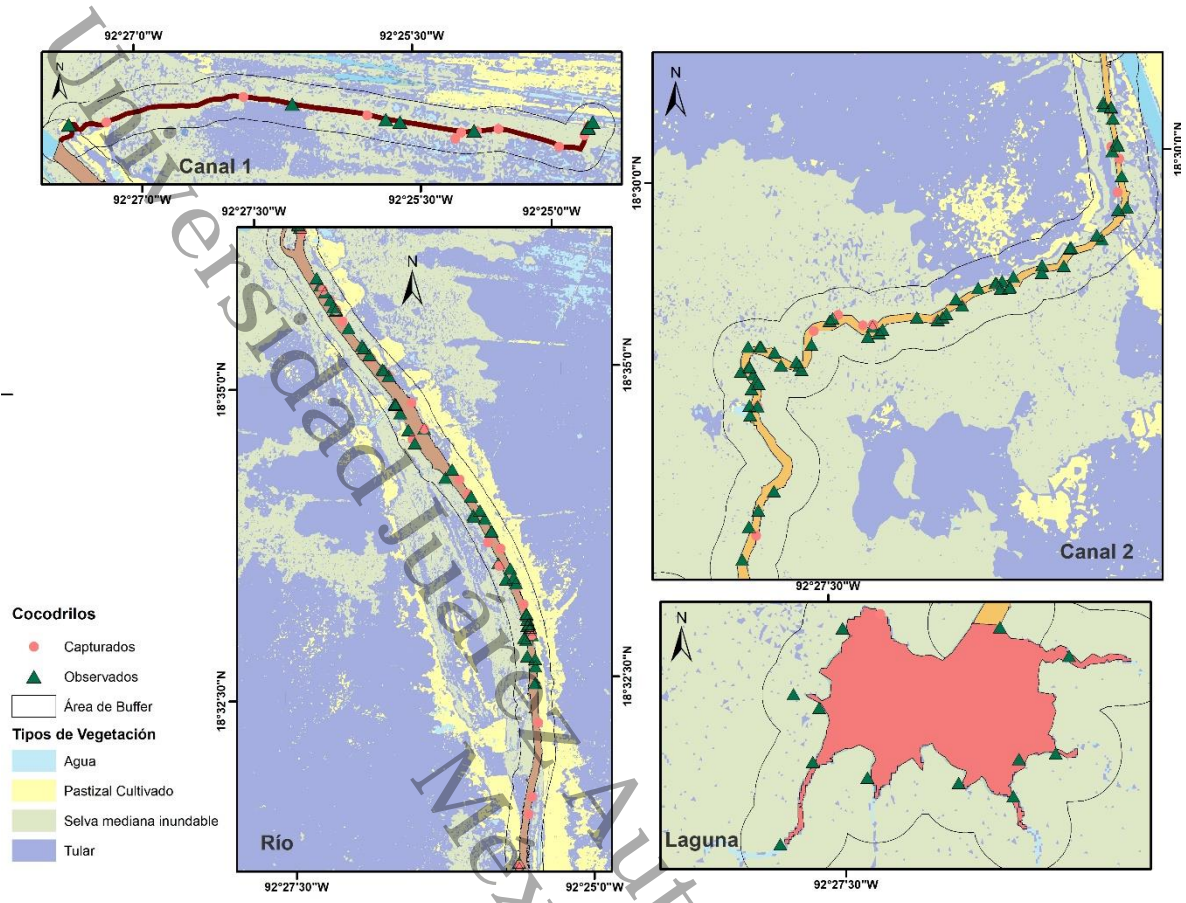 92°27'0"W
92°25'30"W
N
Canal 1
92°27'0"W
92°25'30"W
N
18°30'0"N
18°30'0"N
Canal 2
92°27'30"W
92°27'30"W
92°25'0"W
N
18°35'0"N
18°35'0"N
18°32'30"N
18°32'30"N
Río
92°27'30"W
92°25'0"W
N
Laguna
92°27'30"W
Cocodrilos
Capturados
Observados
Área de Buffer
Tipos de Vegetación
Agua
Pastizal Cultivado
Selva mediana inundable
Tular
Universidad Juárez Aut
Méx